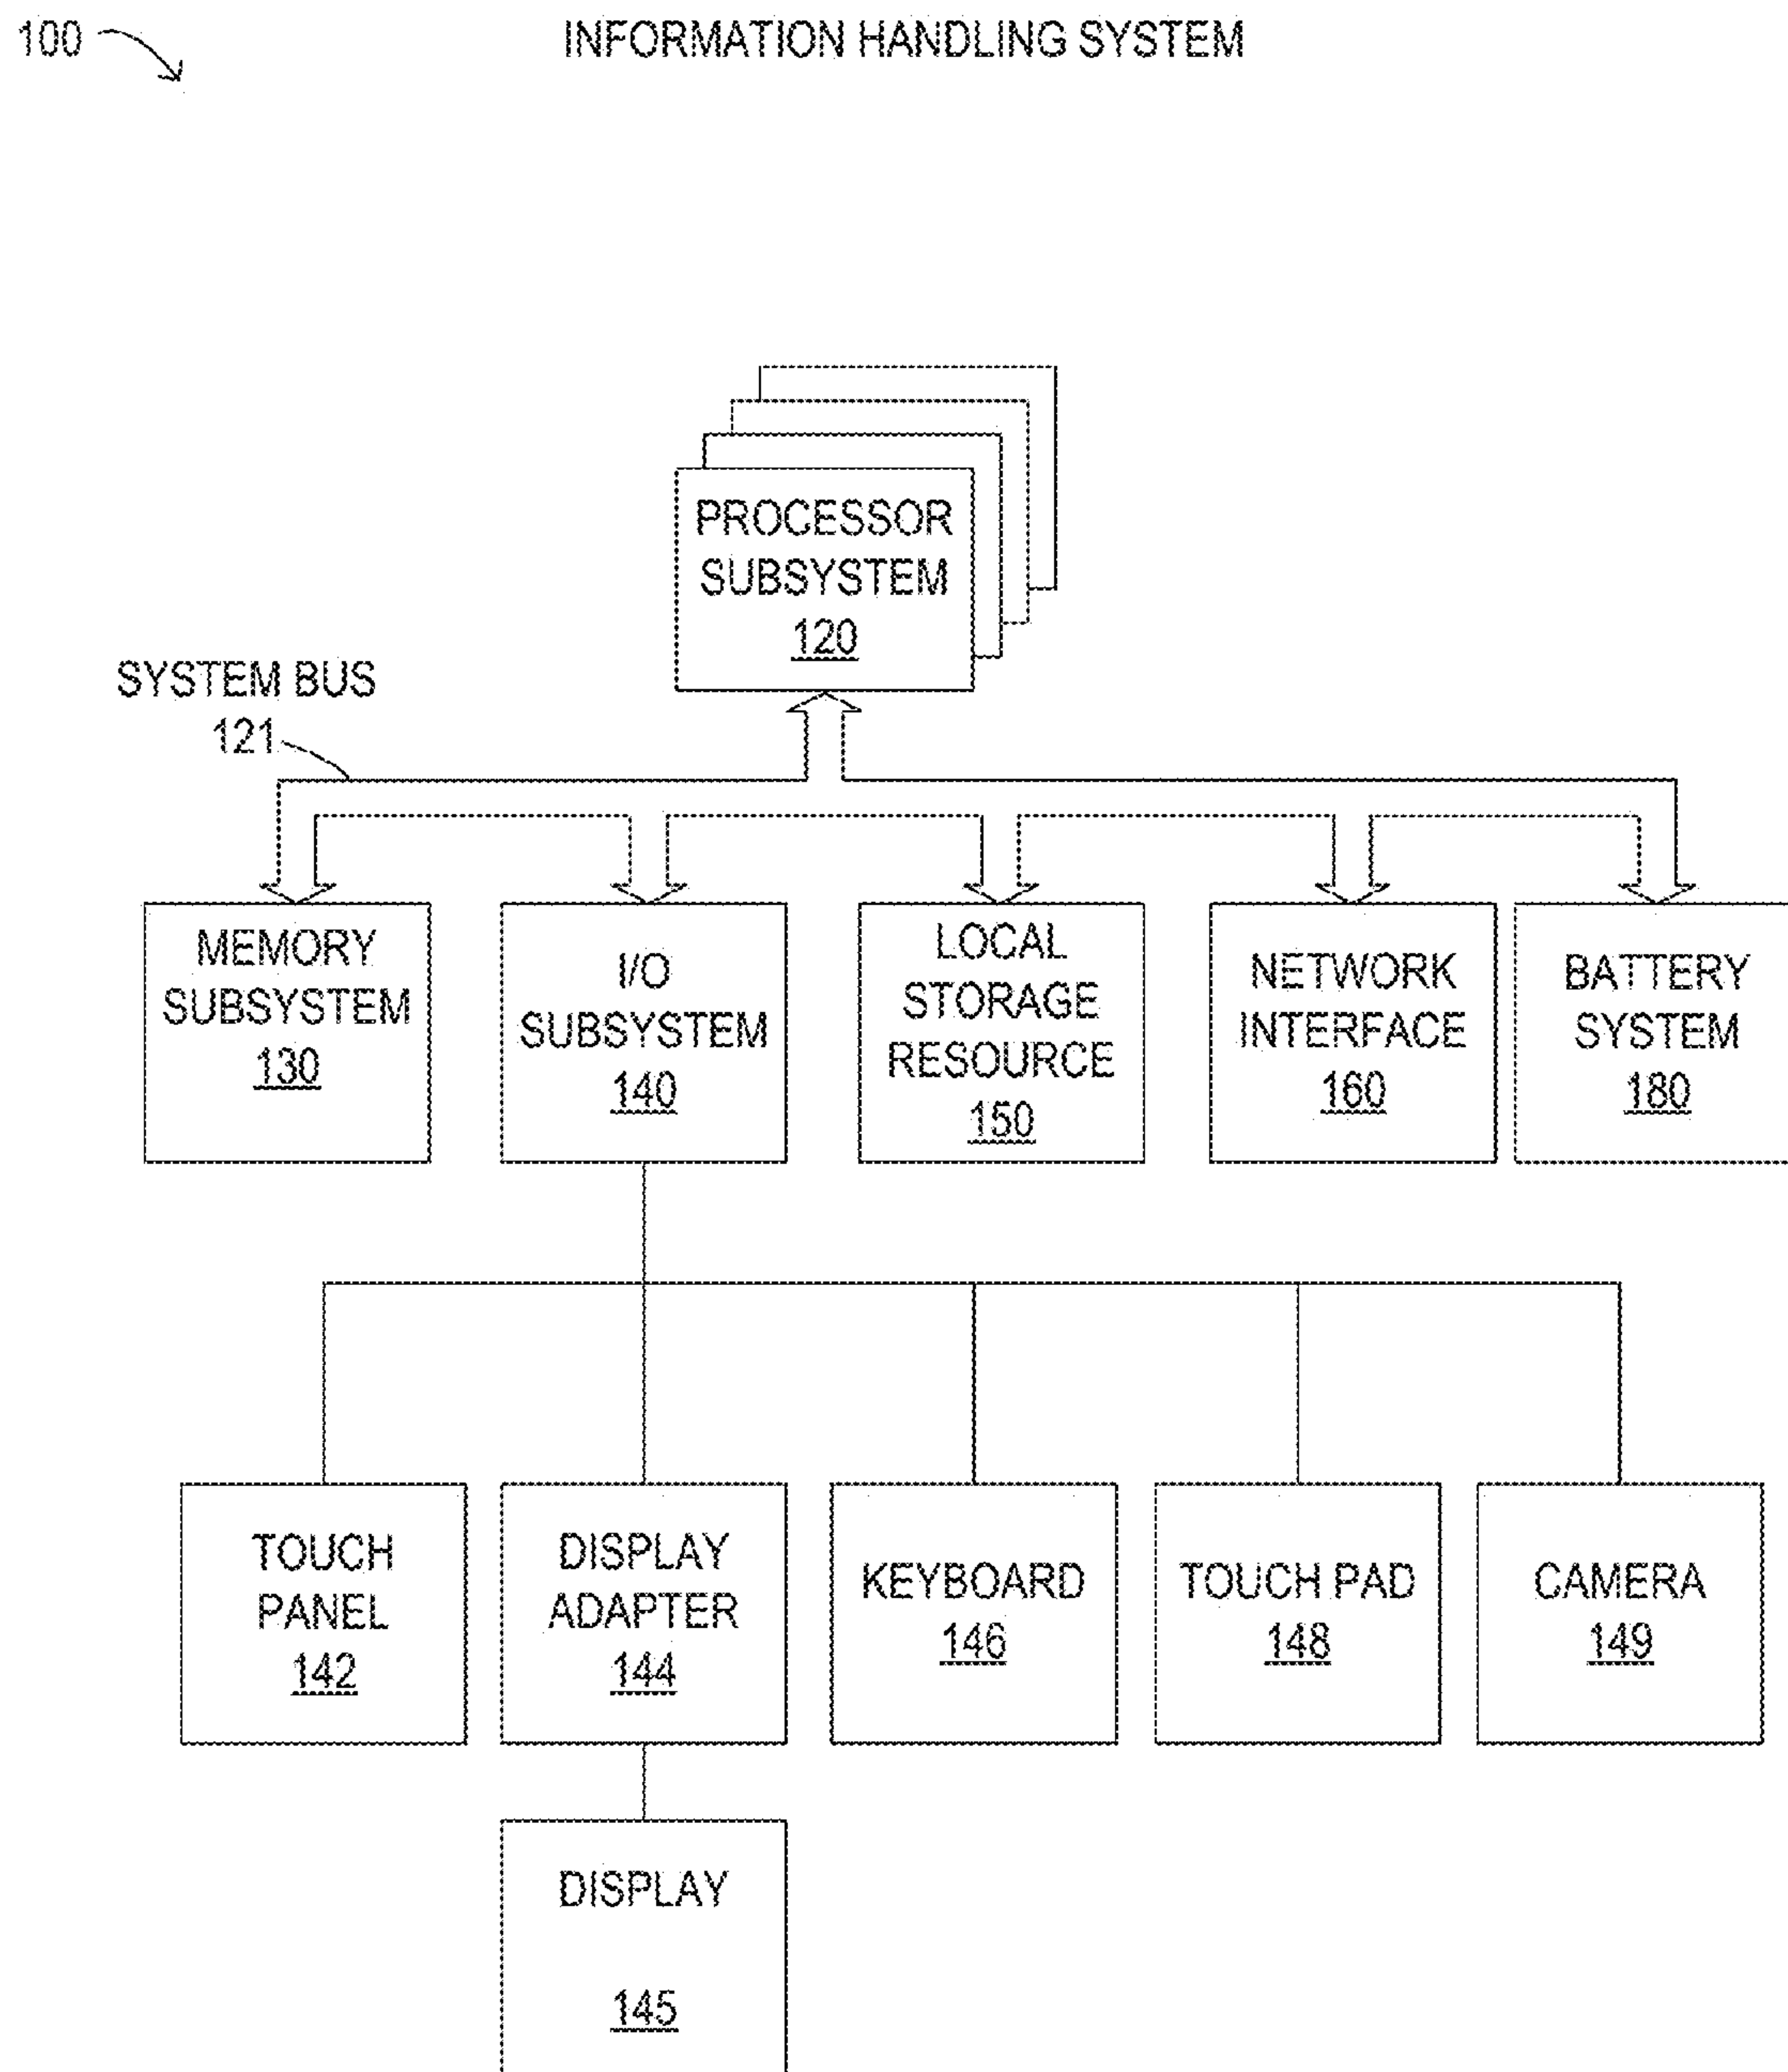 100
INFORMATION HANDLING SYSTEM
PROCESSOR
SUBSYSTEM
120
SYSTEM BUS
121
MEMORY
SUBSYSTEM
130
I/O
SUBSYSTEM
140
LOCAL
STORAGE
RESOURCE
150
NETWORK
INTERFACE
160
BATTERY
SYSTEM
180
TOUCH
PANEL
142
DISPLAY
ADAPTER
144
KEYBOARD
146
TOUCH PAD
148
CAMERA
149
DISPLAY
145